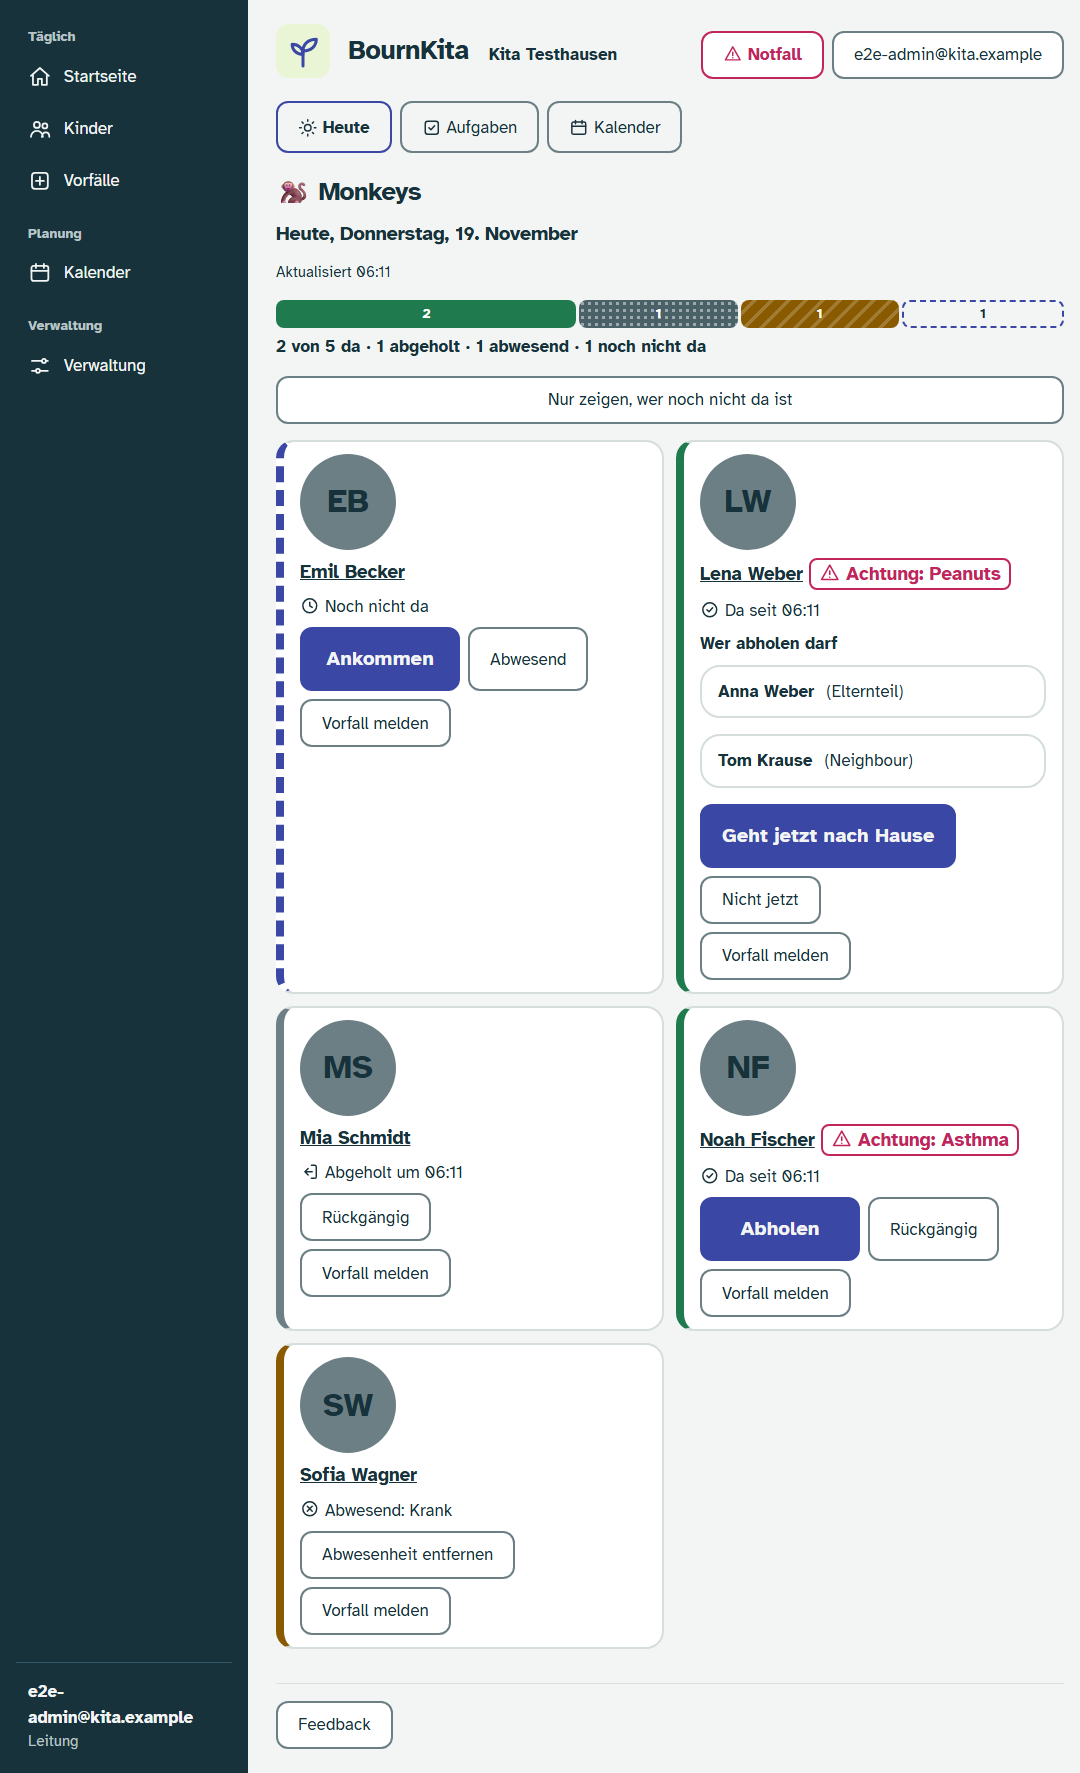 Täglich
Startseite
Kinder
Vorfälle
Planung
Kalender
Verwaltung
Verwaltung
e2e-
admin@kita.example
Leitung
BournKita Kita Testhausen
Notfall
e2e-admin@kita.example
Heute
Aufgaben
Kalender
Monkeys
Heute, Donnerstag, 19. November
Aktualisiert 06:11
2 1 1 1
2 von 5 da · 1 abgeholt · 1 abwesend · 1 noch nicht da
Nur zeigen, wer noch nicht da ist
EB
Emil Becker
Noch nicht da
Ankommen
Abwesend
Vorfall melden
LW
Lena Weber Achtung: Peanuts
Da seit 06:11
Wer abholen darf
Anna Weber (Elternteil)
Tom Krause (Neighbour)
Geht jetzt nach Hause
Nicht jetzt
Vorfall melden
MS
Mia Schmidt
Abgeholt um 06:11
Rückgängig
Vorfall melden
NF
Noah Fischer Achtung: Asthma
Da seit 06:11
Abholen
Rückgängig
Vorfall melden
SW
Sofia Wagner
Abwesend: Krank
Abwesenheit entfernen
Vorfall melden
Feedback